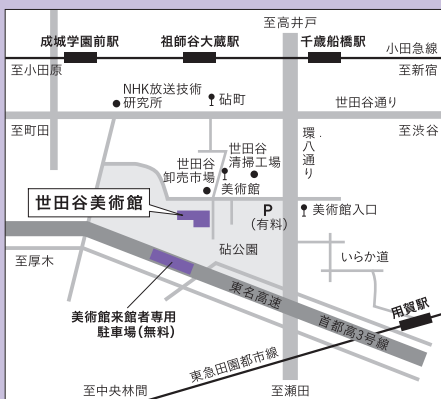 至高井戸
成城学園前駅
祖師谷大蔵駅
千歳船橋駅
小田急線
至小田原
至新宿
NHK放送技術
研究所
砧町
世田谷通り
至町田
至渋谷
環八通り
世田谷
卸売市場
世田谷
清掃工場
美術館
世田谷美術館
P
(有料)
美術館入口
砧公園
いらか道
至厚木
東名高速
美術館来館者専用
駐車場(無料)
首都高3号線
用賀駅
東急田園都市線
至中央林間
至瀬田